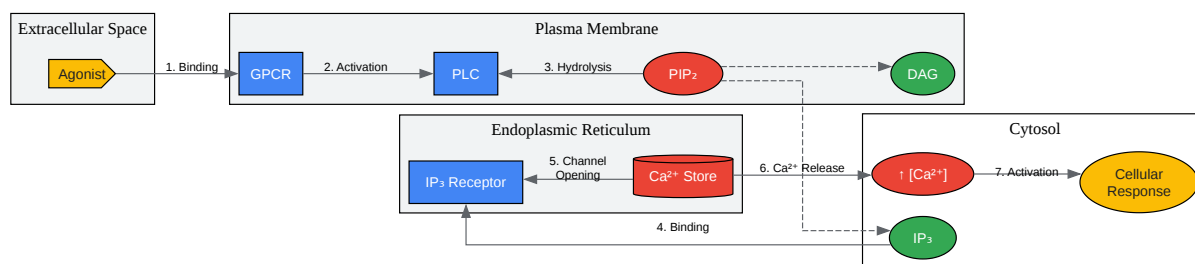 Extracellular Space
Plasma Membrane
Agonist
1. Binding
GPCR
2. Activation
PLC
3. Hydrolysis
PIP₂
DAG
Endoplasmic Reticulum
Cytosol
IP₃ Receptor
5. Channel
Opening
Ca²⁺ Store
6. Ca²⁺ Release
↑ [Ca²⁺]
7. Activation
Cellular
Response
4. Binding
IP₃